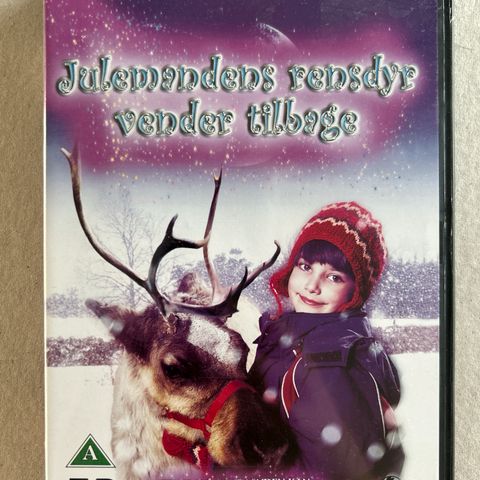 Julemandens rensdyr
vender tilbage
A